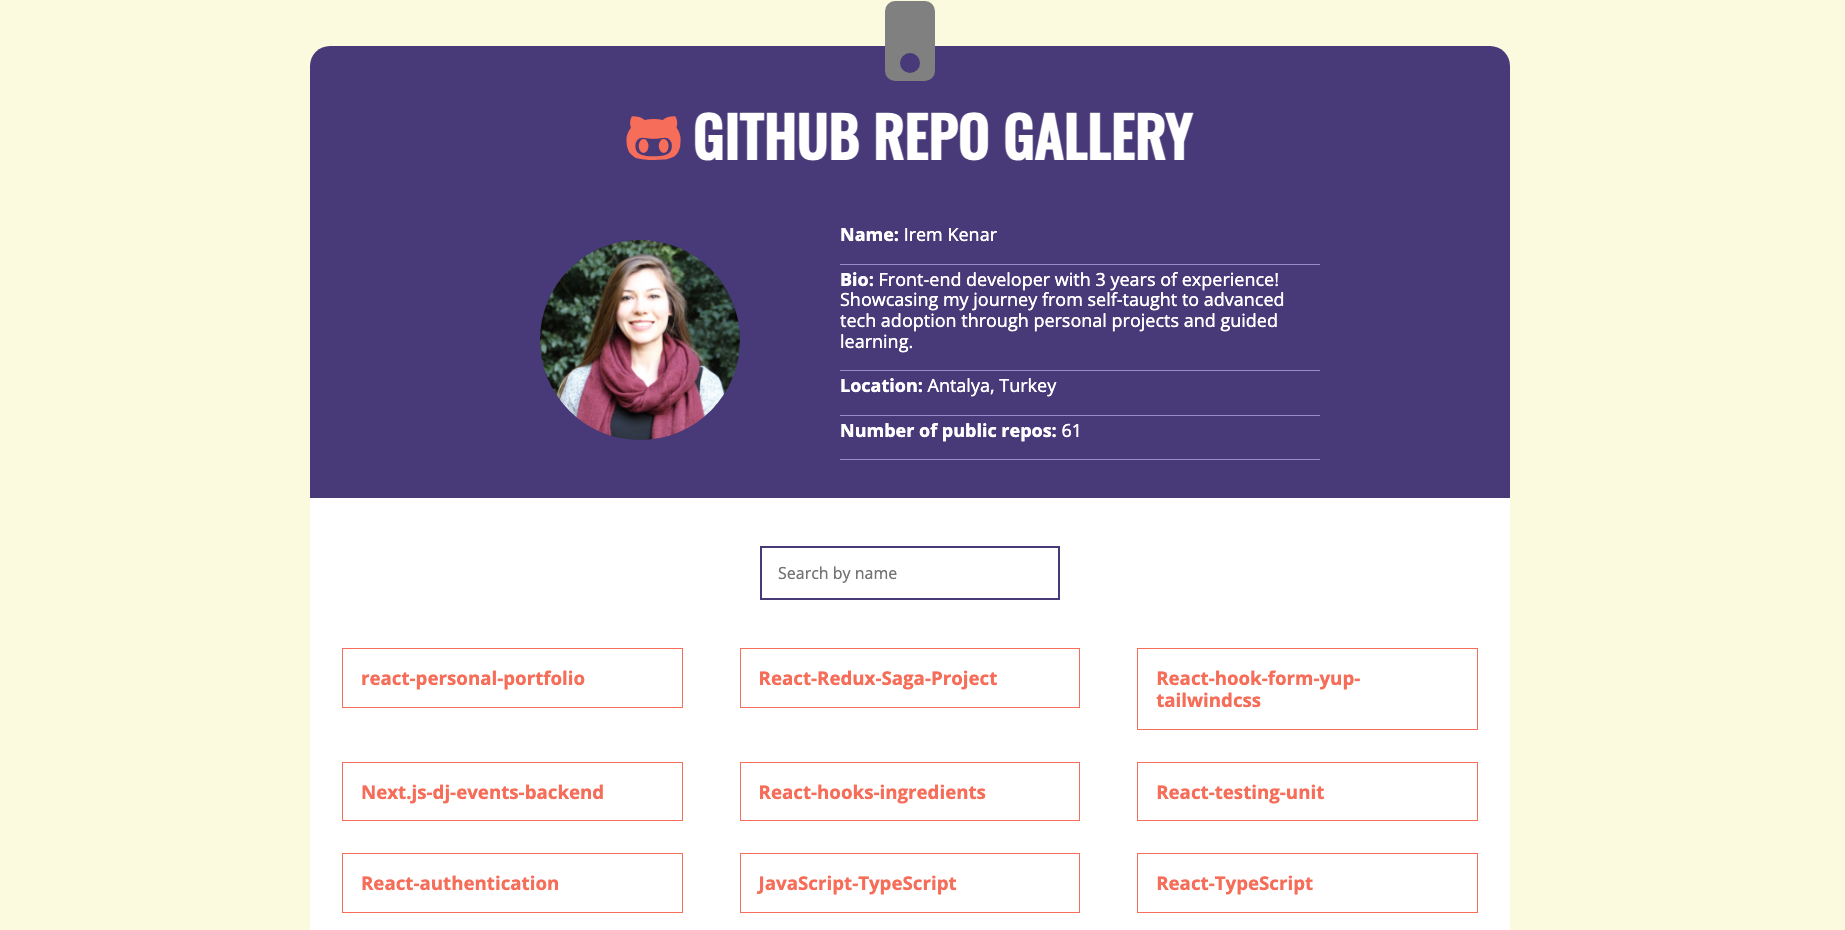 GITHUB REPO GALLERY
Name: Irem Kenar
Bio: Front-end developer with 3 years of experience!
Showcasing my journey from self-taught to advanced
tech adoption through personal projects and guided
learning.
Location: Antalya, Turkey
Number of public repos: 61
Search by name
react-personal-portfolio
React-Redux-Saga-Project
React-hook-form-yup-
tailwindcss
Next.js-dj-events-backend
React-hooks-ingredients
React-testing-unit
React-authentication
JavaScript-TypeScript
React-TypeScript